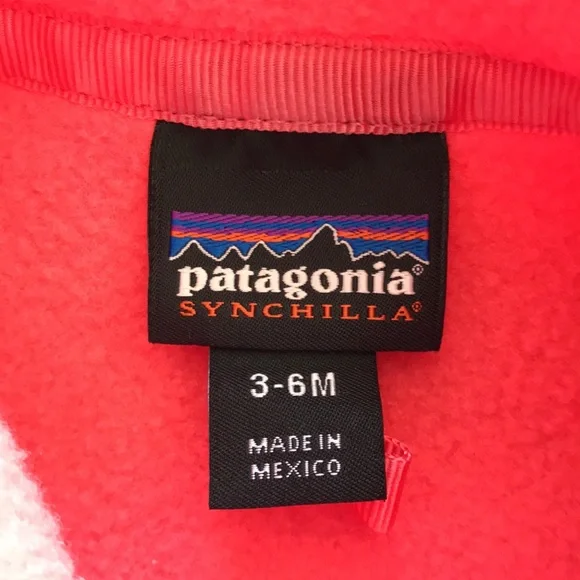 patagonia®
SYNCHILLA®
3-6M
MADE IN
MEXICO